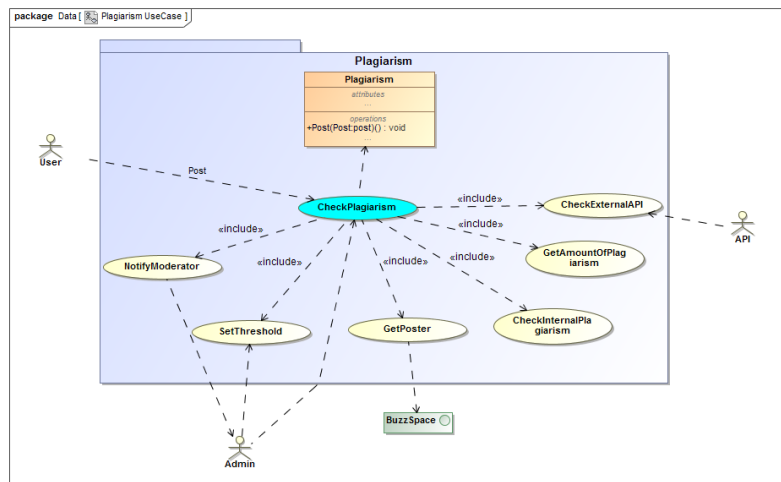 package Data [ Plagiarism UseCase ]
Plagiarism
Plagiarism
attributes
...
operations
+Post(Post:post)() : void
...
User
Post
CheckPlagiarism
«include»
CheckExternalAPI
API
«include»
«include»
GetAmountOfPlag
iarism
NotifyModerator
«include»
«include»
«include»
CheckInternalPla
giarism
SetThreshold
GetPoster
BuzzSpace
Admin